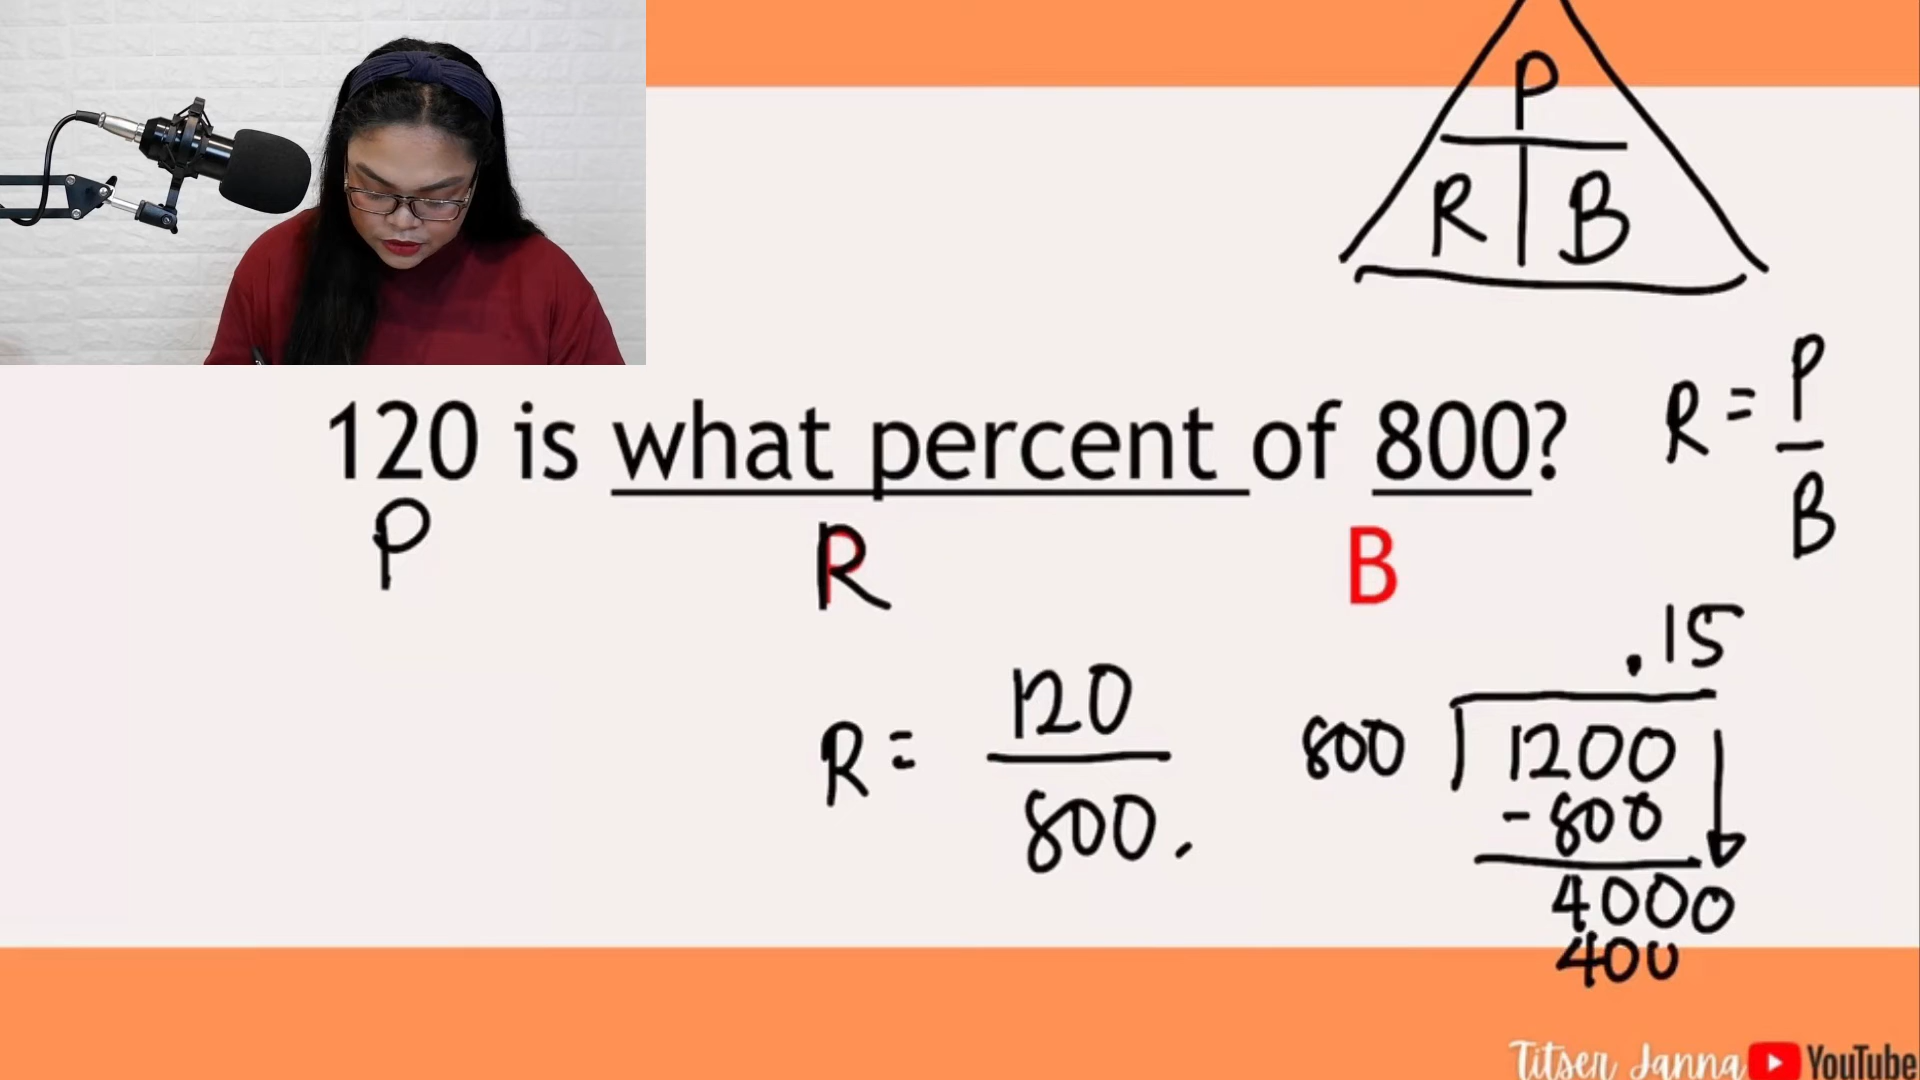 P
R B
120 is what percent of 800?
P R B
R = P
B
R = 120
800.
.15
800 1200
-800
4000
400
Titser Janna YouTube